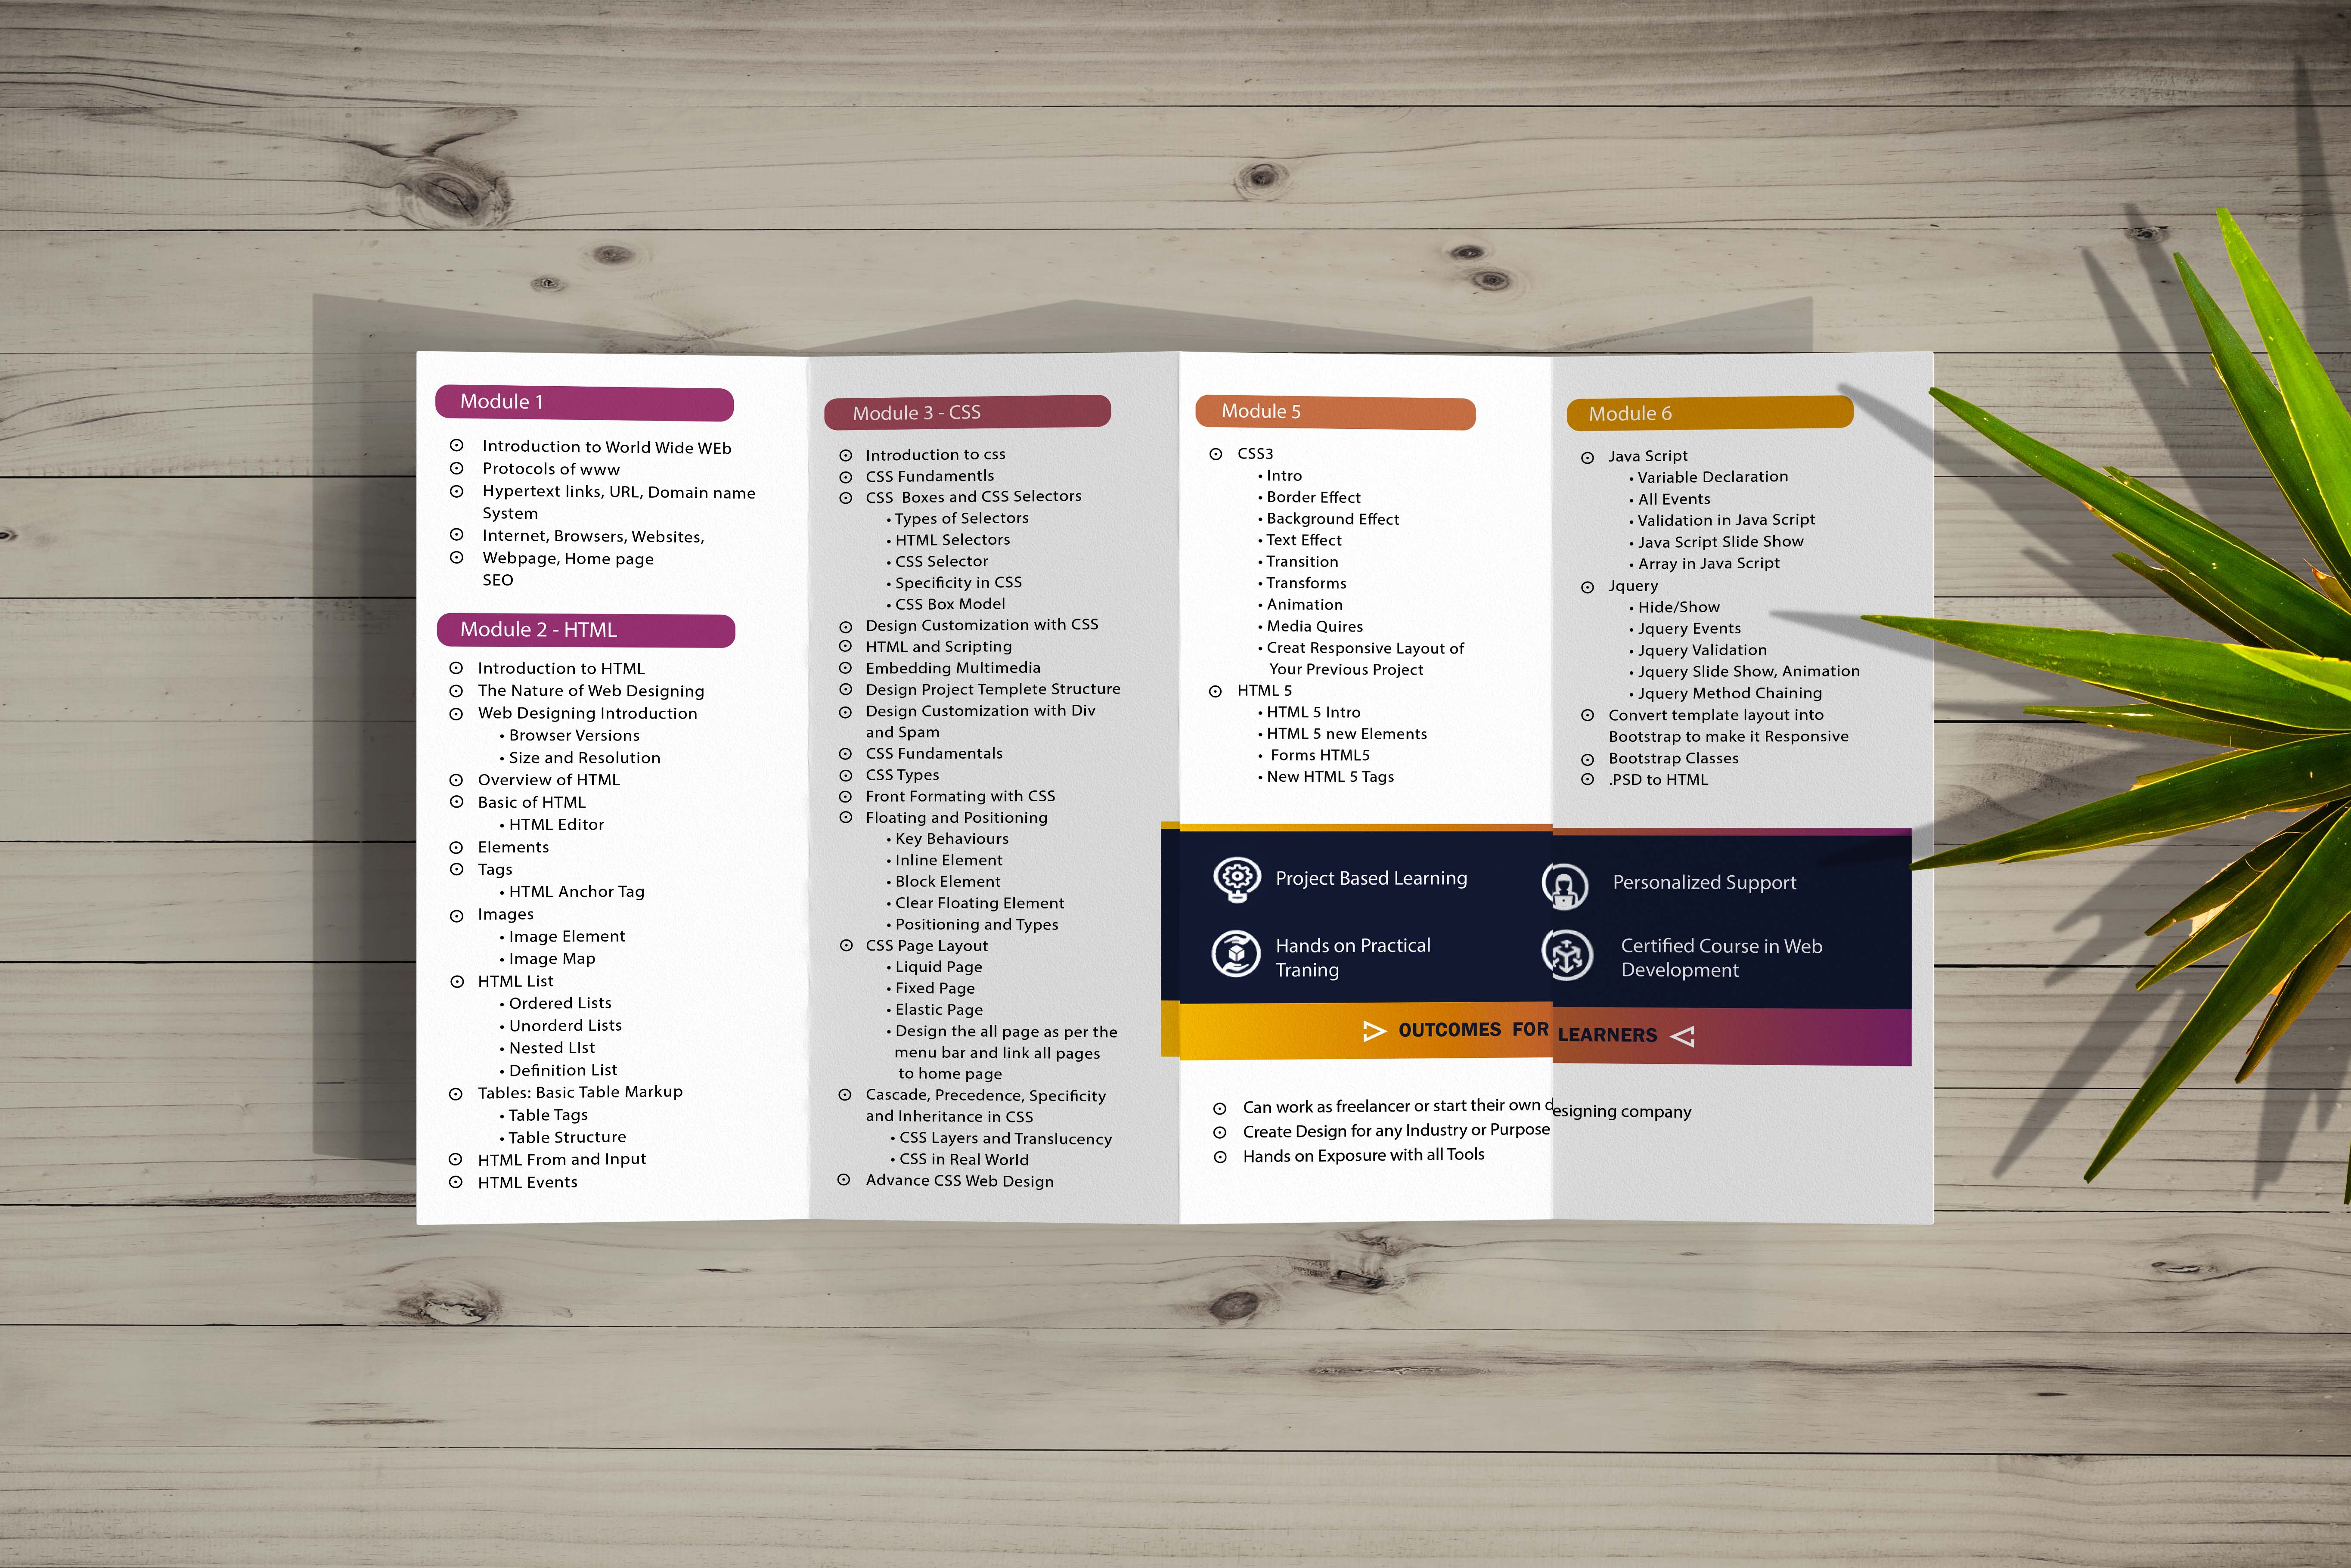 Module 1
Introduction to World Wide WEb
Protocols of www
Hypertext links, URL, Domain name
System
Internet, Browsers, Websites,
Webpage, Home page
SEO
Module 2 - HTML
Introduction to HTML
The Nature of Web Designing
Web Designing Introduction
• Browser Versions
• Size and Resolution
Overview of HTML
Basic of HTML
• HTML Editor
Elements
Tags
• HTML Anchor Tag
Images
• Image Element
• Image Map
HTML List
• Ordered Lists
• Unorderd Lists
• Nested LIst
• Definition List
Tables: Basic Table Markup
• Table Tags
• Table Structure
HTML From and Input
HTML Events
Module 3 - CSS
Introduction to css
CSS Fundamentls
CSS Boxes and CSS Selectors
• Types of Selectors
• HTML Selectors
• CSS Selector
• Specificity in CSS
• CSS Box Model
Design Customization with CSS
HTML and Scripting
Embedding Multimedia
Design Project Templete Structure
Design Customization with Div
and Spam
CSS Fundamentals
CSS Types
Front Formating with CSS
Floating and Positioning
• Key Behaviours
• Inline Element
• Block Element
• Clear Floating Element
• Positioning and Types
CSS Page Layout
• Liquid Page
• Fixed Page
• Elastic Page
• Design the all page as per the
menu bar and link all pages
to home page
Cascade, Precedence, Specificity
and Inheritance in CSS
• CSS Layers and Translucency
• CSS in Real World
Advance CSS Web Design
Module 5
CSS3
• Intro
• Border Effect
• Background Effect
• Text Effect
• Transition
• Transforms
• Animation
• Media Quires
• Creat Responsive Layout of
Your Previous Project
HTML 5
• HTML 5 Intro
• HTML 5 new Elements
• Forms HTML5
• New HTML 5 Tags
Module 6
Java Script
• Variable Declaration
• All Events
• Validation in Java Script
• Java Script Slide Show
• Array in Java Script
Jquery
• Hide/Show
• Jquery Events
• Jquery Validation
• Jquery Slide Show, Animation
• Jquery Method Chaining
Convert template layout into
Bootstrap to make it Responsive
Bootstrap Classes
.PSD to HTML
Project Based Learning
Personalized Support
Hands on Practical
Traning
Certified Course in Web
Development
OUTCOMES FOR LEARNERS
Can work as freelancer or start their own designing company
Create Design for any Industry or Purpose
Hands on Exposure with all Tools